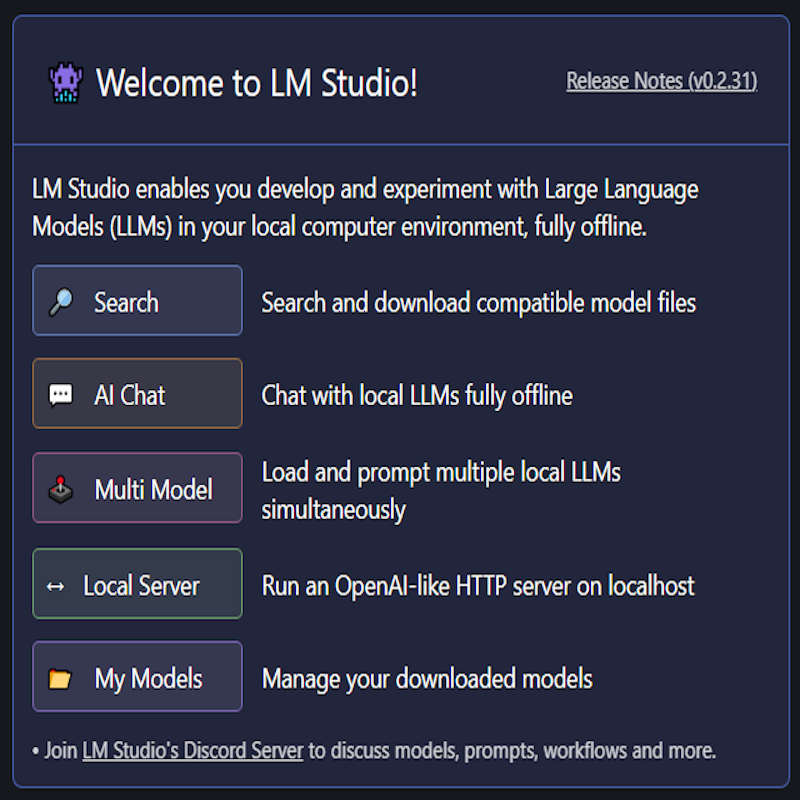 Welcome to LM Studio!
Release Notes (v0.2.31)
LM Studio enables you develop and experiment with Large Language
Models (LLMs) in your local computer environment, fully offline.
Search
Search and download compatible model files
AI Chat
Chat with local LLMs fully offline
Multi Model
Load and prompt multiple local LLMs
simultaneously
↔ Local Server
Run an OpenAI-like HTTP server on localhost
My Models
Manage your downloaded models
• Join LM Studio's Discord Server to discuss models, prompts, workflows and more.